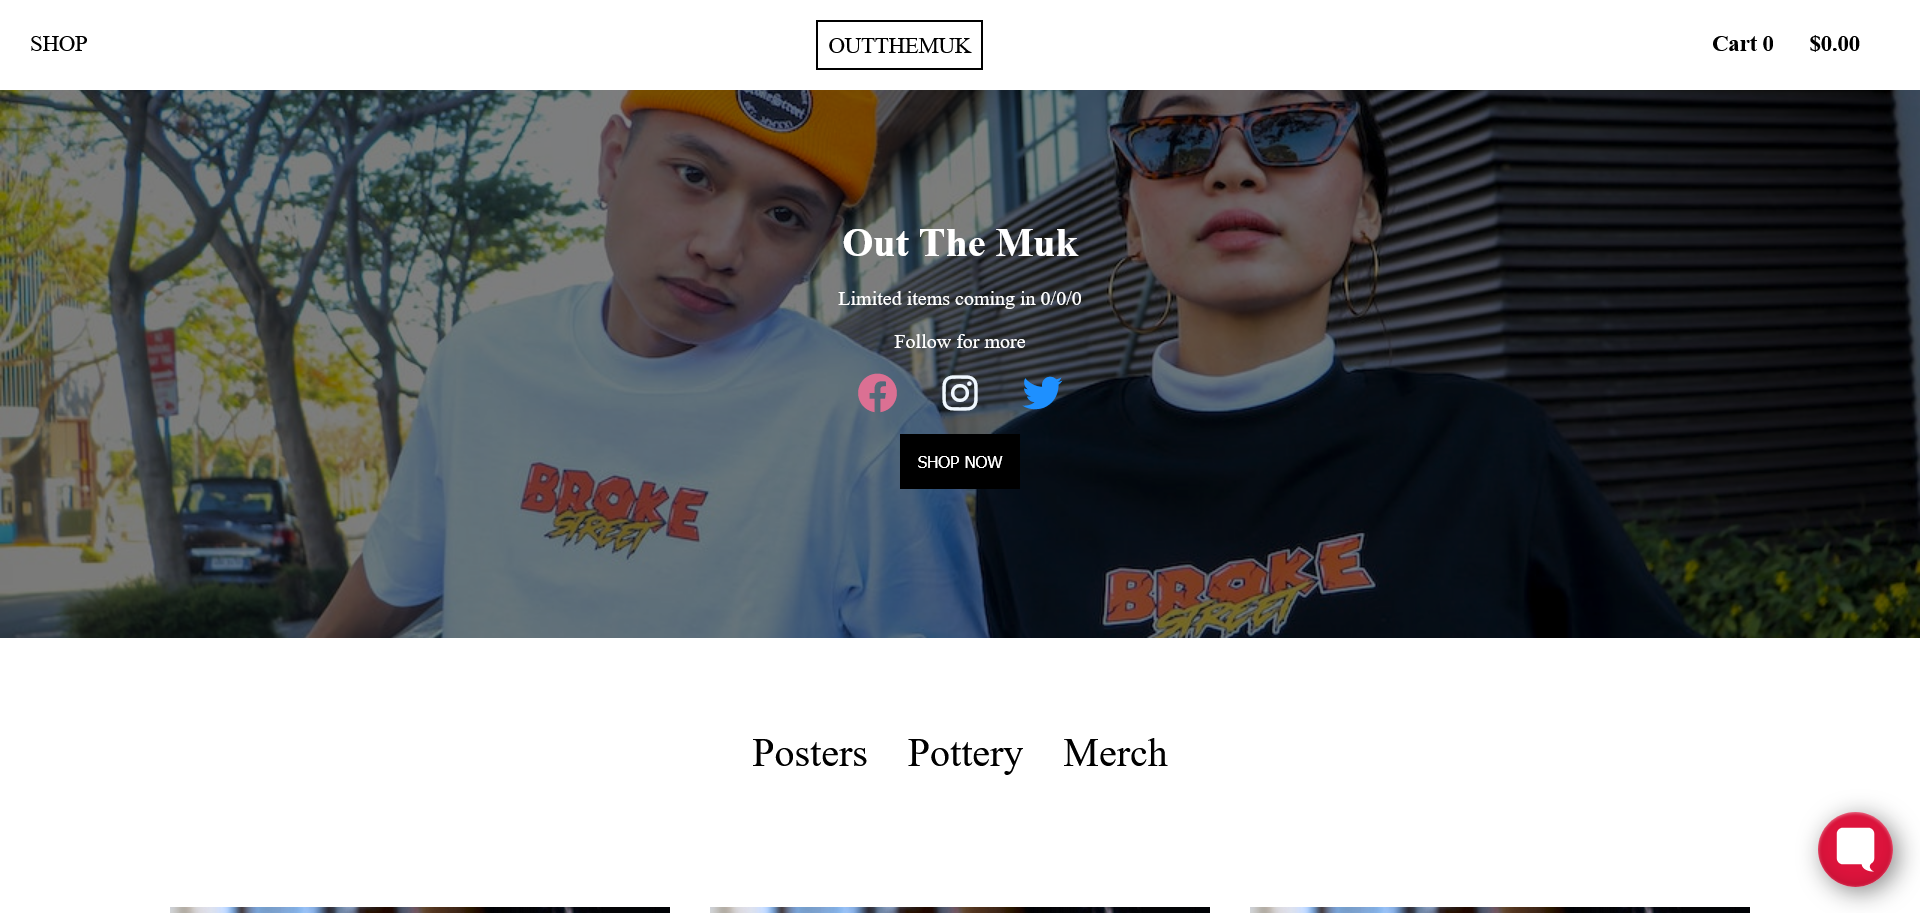 SHOP
OUTTHEMUK
Cart 0
$0.00
Out The Muk
Limited items coming in 0/0/0
Follow for more
SHOP NOW
BROKE
STREET
BROKE
STREET
Posters
Pottery
Merch